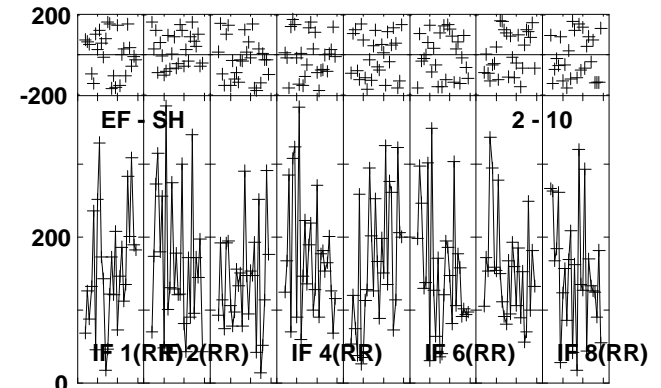 200
-200
EF - SH 2 - 10
200
IF 1(RR) IF 2(RR) IF 4(RR) IF 6(RR) IF 8(RR)
0